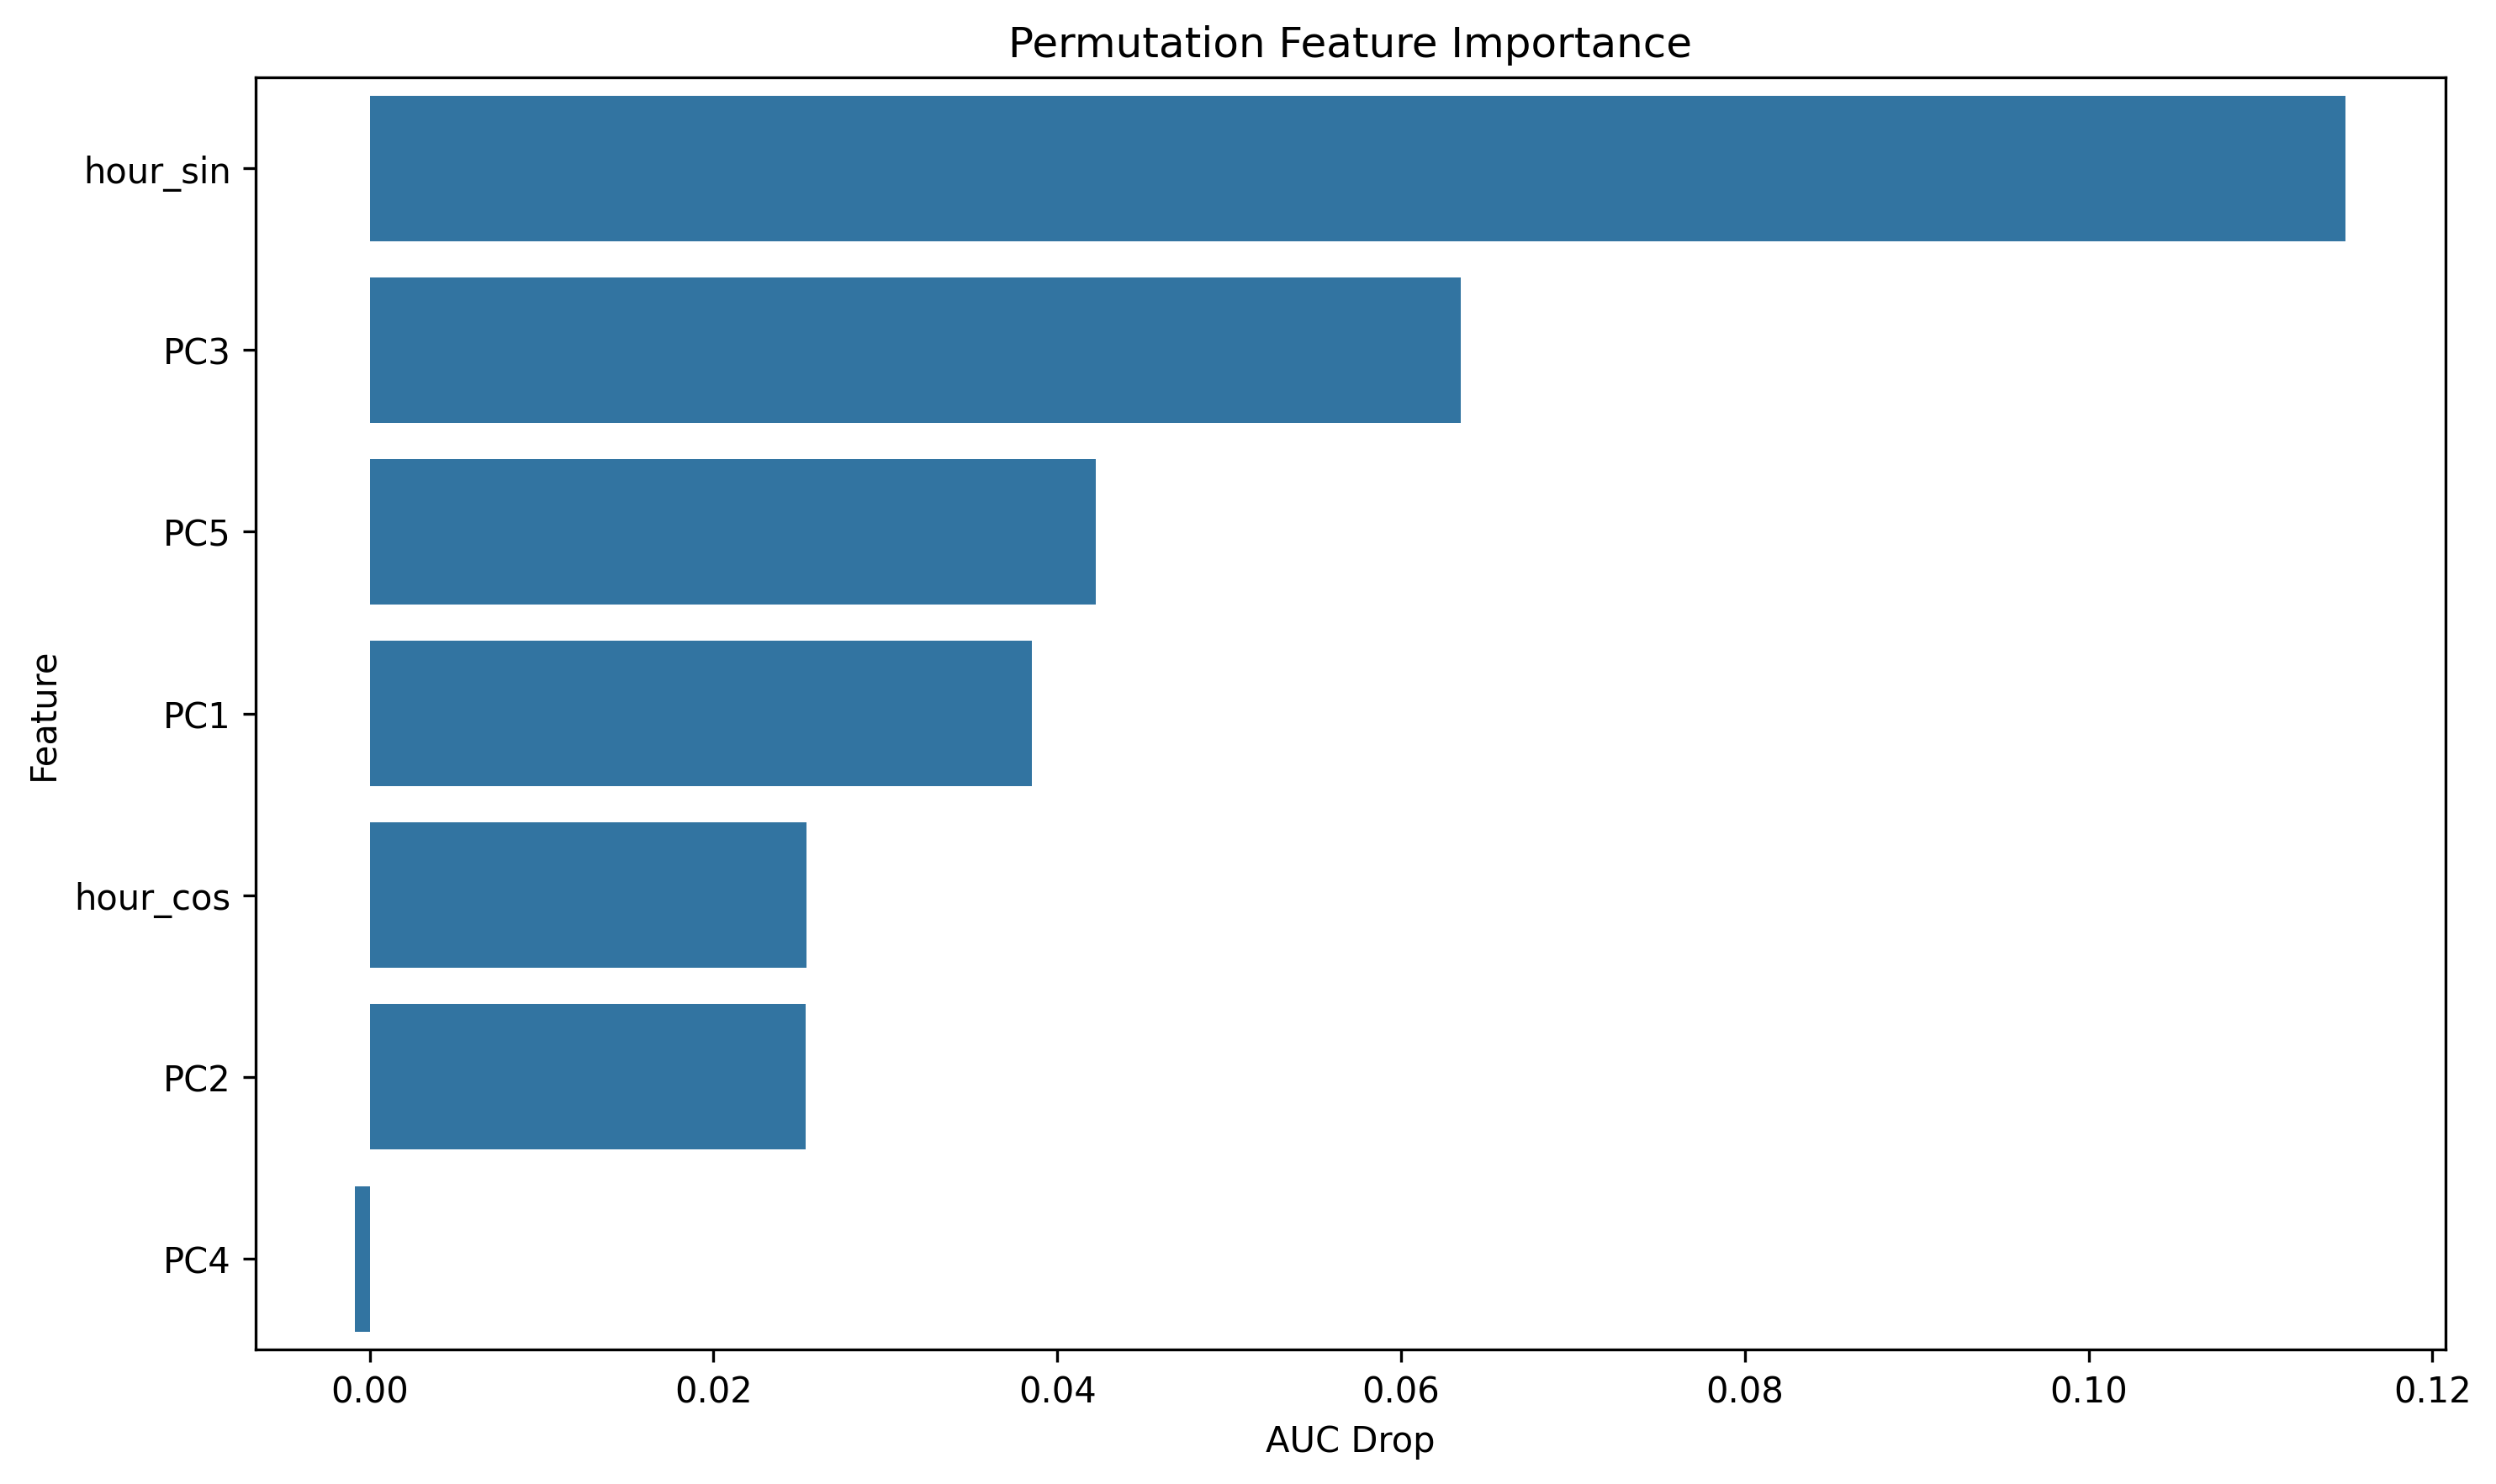 Permutation Feature Importance
Feature
hour_sin
PC3
PC5
PC1
hour_cos
PC2
PC4
0.00 0.02 0.04 0.06 0.08 0.10 0.12
AUC Drop